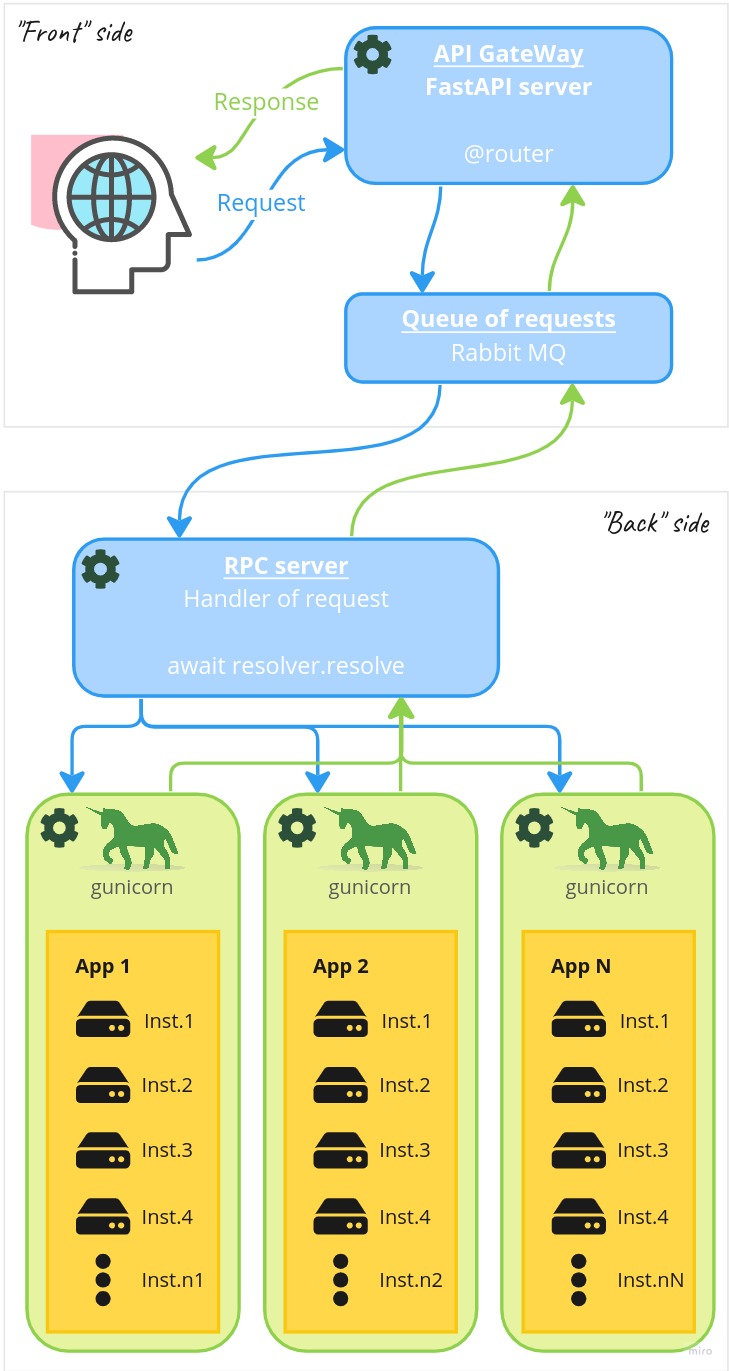 "Front" side
API GateWay
FastAPI server
@router
Response
Request
Queue of requests
Rabbit MQ
"Back" side
RPC server
Handler of request
await resolver.resolve
gunicorn
gunicorn
gunicorn
App 1
Inst.1
Inst.2
Inst.3
Inst.4
Inst.n1
App 2
Inst.1
Inst.2
Inst.3
Inst.4
Inst.n2
App N
Inst.1
Inst.2
Inst.3
Inst.4
Inst.nN
miro